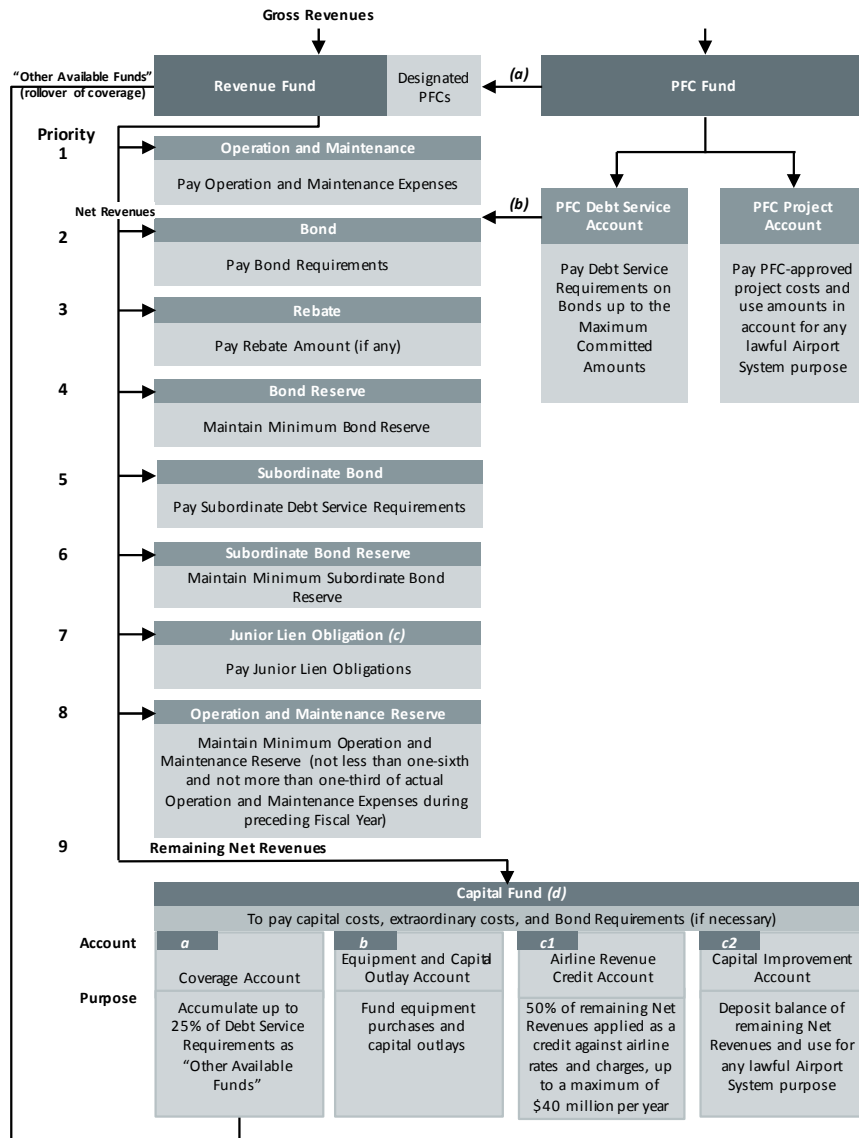 Gross Revenues
"Other Available Funds"
(rollover of coverage)
Revenue Fund
Designated
PFCs
(a)
PFC Fund
Priority
1
Operation and Maintenance
Pay Operation and Maintenance Expenses
Net Revenues
(b)
PFC Debt Service
Account
Pay Debt Service
Requirements on
Bonds up to the
Maximum
Committed
Amounts
PFC Project
Account
Pay PFC-approved
project costs and
use amounts in
account for any
lawful Airport
System purpose
2
Bond
Pay Bond Requirements
3
Rebate
Pay Rebate Amount (if any)
4
Bond Reserve
Maintain Minimum Bond Reserve
5
Subordinate Bond
Pay Subordinate Debt Service Requirements
6
Subordinate Bond Reserve
Maintain Minimum Subordinate Bond
Reserve
7
Junior Lien Obligation (c)
Pay Junior Lien Obligations
8
Operation and Maintenance Reserve
Maintain Minimum Operation and
Maintenance Reserve (not less than one-sixth
and not more than one-third of actual
Operation and Maintenance Expenses during
preceding Fiscal Year)
9
Remaining Net Revenues
Capital Fund (d)
To pay capital costs, extraordinary costs, and Bond Requirements (if necessary)
Account
a
Coverage Account
b
Equipment and Capital
Outlay Account
c1
Airline Revenue
Credit Account
c2
Capital Improvement
Account
Purpose
Accumulate up to
25% of Debt Service
Requirements as
"Other Available
Funds"
Fund equipment
purchases and
capital outlays
50% of remaining Net
Revenues applied as a
credit against airline
rates and charges, up
to a maximum of
$40 million per year
Deposit balance of
remaining Net
Revenues and use for
any lawful Airport
System purpose